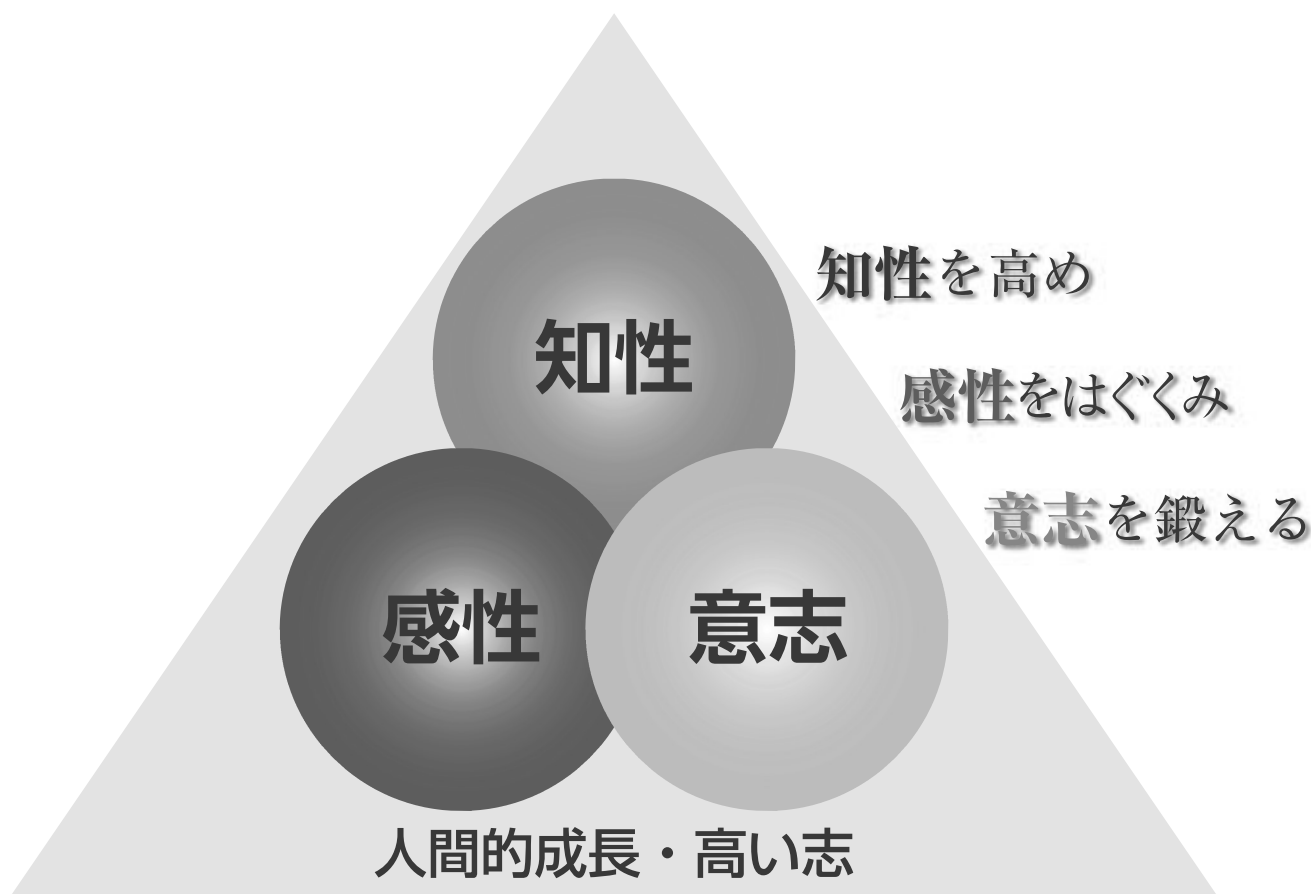 知性
知性を高め
感性をはぐくみ
意志を鍛える
感性
意志
人間的成長・高い志